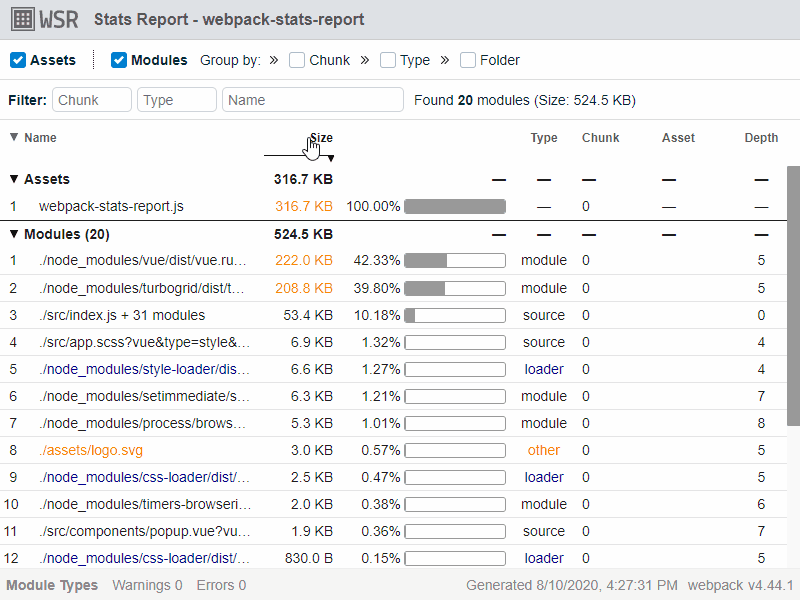 WSR Stats Report - webpack-stats-report
Assets Modules Group by: » Chunk » Type » Folder
Filter: Chunk Type Name Found 20 modules (Size: 524.5 KB)
▼ Name Size Type Chunk Asset Depth
▼ Assets 316.7 KB — — — — —
1 webpack-stats-report.js 316.7 KB 100.00% — 0 — —
▼ Modules (20) 524.5 KB — — — — —
1 ./node_modules/vue/dist/vue.ru… 222.0 KB 42.33% module 0 5
2 ./node_modules/turbogrid/dist/t… 208.8 KB 39.80% module 0 5
3 ./src/index.js + 31 modules 53.4 KB 10.18% source 0 0
4 ./src/app.scss?vue&type=style&… 6.9 KB 1.32% source 0 4
5 ./node_modules/style-loader/dis… 6.6 KB 1.27% loader 0 4
6 ./node_modules/setimmediate/s… 6.3 KB 1.21% module 0 7
7 ./node_modules/process/brows… 5.3 KB 1.01% module 0 8
8 ./assets/logo.svg 3.0 KB 0.57% other 0 5
9 ./node_modules/css-loader/dist/… 2.5 KB 0.47% loader 0 5
10 ./node_modules/timers-browseri… 2.0 KB 0.38% module 0 6
11 ./src/components/popup.vue?vu… 1.9 KB 0.36% source 0 7
12 ./node_modules/css-loader/dist/… 830.0 B 0.15% loader 0 5
Module Types Warnings 0 Errors 0 Generated 8/10/2020, 4:27:31 PM webpack v4.44.1